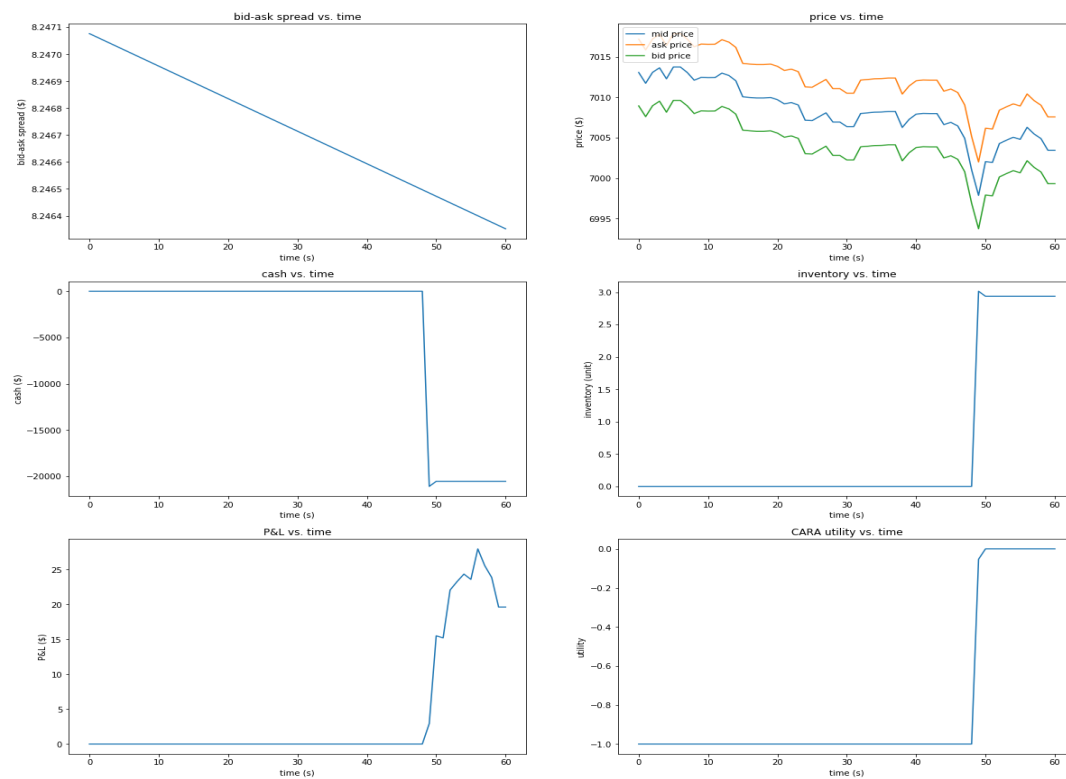 bid-ask spread vs. time
8.2471
8.2470
8.2469
8.2468
8.2467
8.2466
8.2465
8.2464
bid-ask spread ($)
0 10 20 30 40 50 60
time (s)
price vs. time
mid price
ask price
bid price
7015
7010
7005
7000
6995
price ($)
0 10 20 30 40 50 60
time (s)
cash vs. time
0
−5000
−10000
−15000
−20000
cash ($)
0 10 20 30 40 50 60
time (s)
inventory vs. time
3.0
2.5
2.0
1.5
1.0
0.5
0.0
inventory (unit)
0 10 20 30 40 50 60
time (s)
P&L vs. time
25
20
15
10
5
0
P&L ($)
0 10 20 30 40 50 60
time (s)
CARA utility vs. time
0.0
−0.2
−0.4
−0.6
−0.8
−1.0
utility
0 10 20 30 40 50 60
time (s)